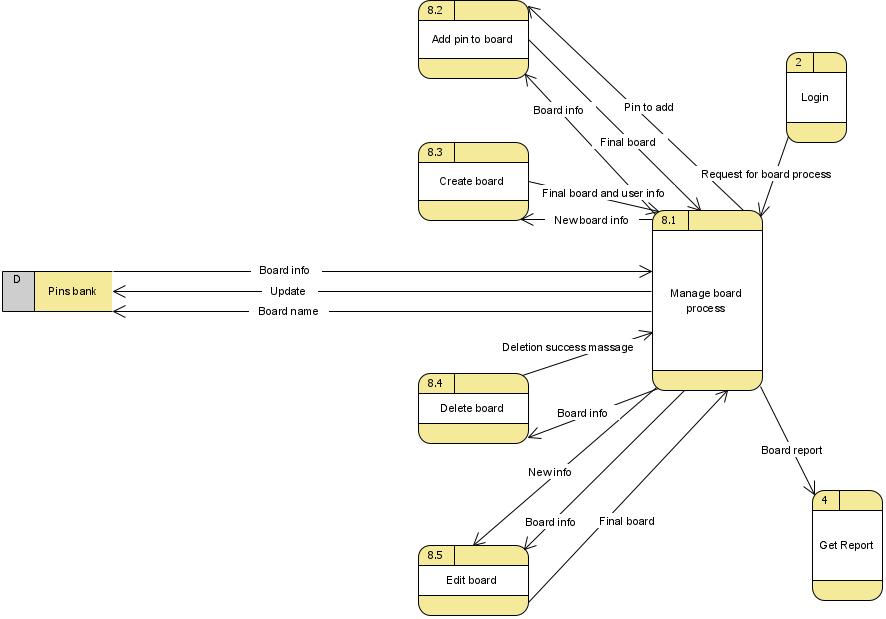 8.2
Add pin to board
2
Login
Board info
Pin to add
Final board
8.3
Create board
Request for board process
Final board and user info
New board info
8.1
Manage board
process
D
Pins bank
Board info
Update
Board name
Deletion success massage
8.4
Delete board
Board info
Board report
New info
4
Get Report
Board info
Final board
8.5
Edit board